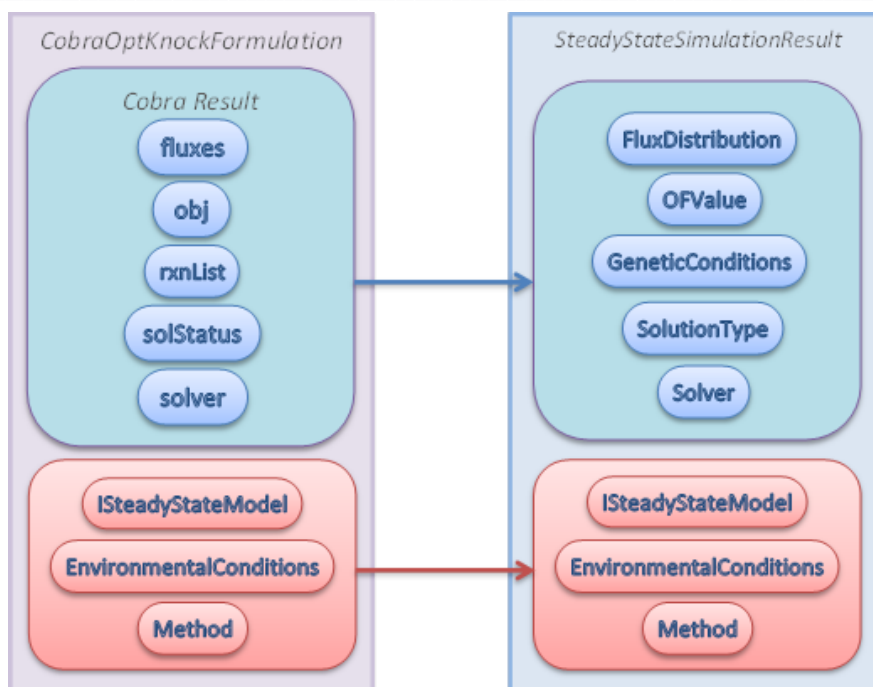 CobraOptKnockFormulation
Cobra Result
fluxes
obj
rxnList
solStatus
solver
ISteadyStateModel
EnvironmentalConditions
Method
SteadyStateSimulationResult
FluxDistribution
OFValue
GeneticConditions
SolutionType
Solver
ISteadyStateModel
EnvironmentalConditions
Method